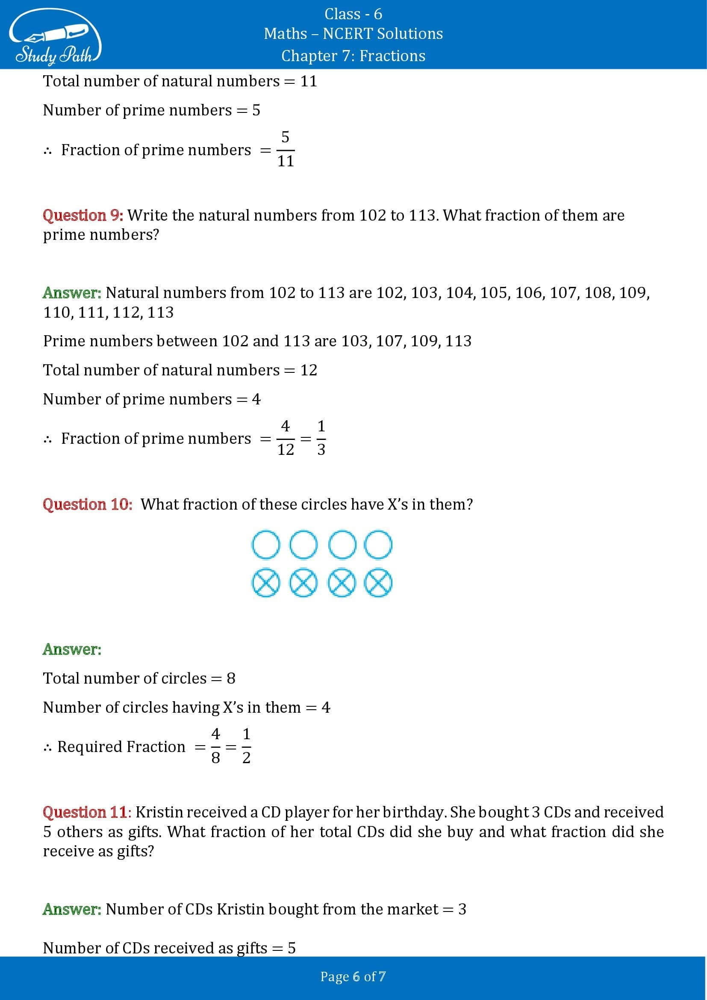 Study Path
Class - 6
Maths – NCERT Solutions
Chapter 7: Fractions
Total number of natural numbers = 11
Number of prime numbers = 5
∴ Fraction of prime numbers = 5/11
Question 9: Write the natural numbers from 102 to 113. What fraction of them are
prime numbers?
Answer: Natural numbers from 102 to 113 are 102, 103, 104, 105, 106, 107, 108, 109,
110, 111, 112, 113
Prime numbers between 102 and 113 are 103, 107, 109, 113
Total number of natural numbers = 12
Number of prime numbers = 4
∴ Fraction of prime numbers = 4/12 = 1/3
Question 10: What fraction of these circles have X’s in them?
Answer:
Total number of circles = 8
Number of circles having X’s in them = 4
∴ Required Fraction = 4/8 = 1/2
Question 11: Kristin received a CD player for her birthday. She bought 3 CDs and received
5 others as gifts. What fraction of her total CDs did she buy and what fraction did she
receive as gifts?
Answer: Number of CDs Kristin bought from the market = 3
Number of CDs received as gifts = 5
Page 6 of 7